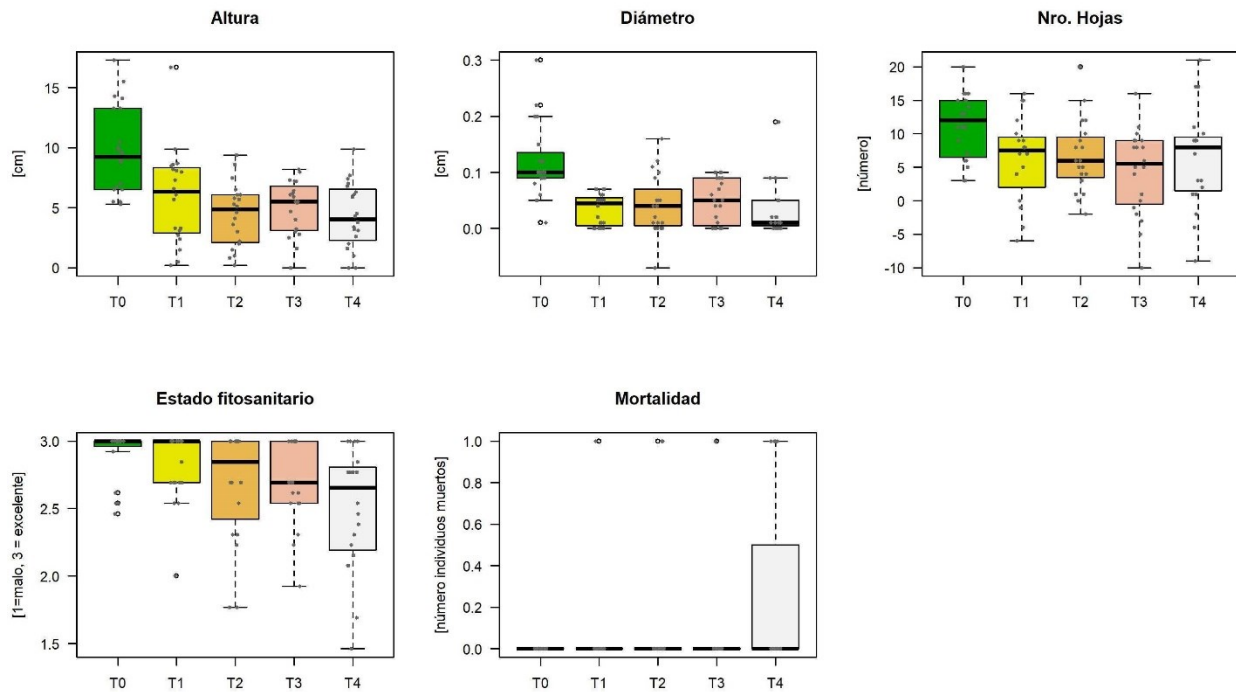 Altura
[cm]
15
10
5
0
T0 T1 T2 T3 T4
Diámetro
[cm]
0.3
0.2
0.1
0.0
T0 T1 T2 T3 T4
Nro. Hojas
[número]
20
15
10
5
0
-5
-10
T0 T1 T2 T3 T4
Estado fitosanitario
[1=malo, 3 = excelente]
3.0
2.5
2.0
1.5
T0 T1 T2 T3 T4
Mortalidad
[número individuos muertos]
1.0
0.8
0.6
0.4
0.2
0.0
T0 T1 T2 T3 T4